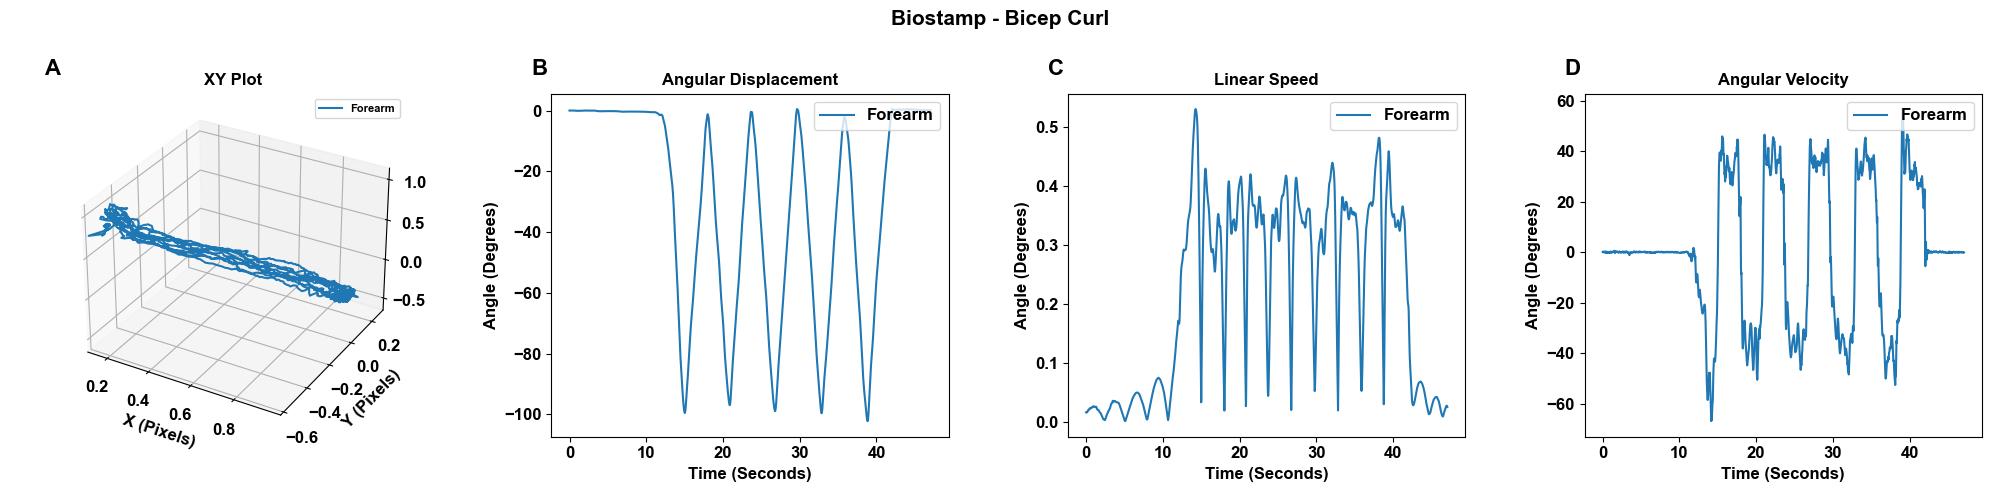 Biostamp - Bicep Curl
A
XY Plot
Forearm
1.0
0.5
0.0
−0.5
0.2
0.0
−0.2
−0.4
−0.6
Y (Pixels)
0.2
0.4
0.6
0.8
X (Pixels)
B
Angular Displacement
Forearm
0
−20
−40
−60
−80
−100
Angle (Degrees)
0 10 20 30 40
Time (Seconds)
C
Linear Speed
Forearm
0.5
0.4
0.3
0.2
0.1
0.0
Angle (Degrees)
0 10 20 30 40
Time (Seconds)
D
Angular Velocity
Forearm
60
40
20
0
−20
−40
−60
Angle (Degrees)
0 10 20 30 40
Time (Seconds)